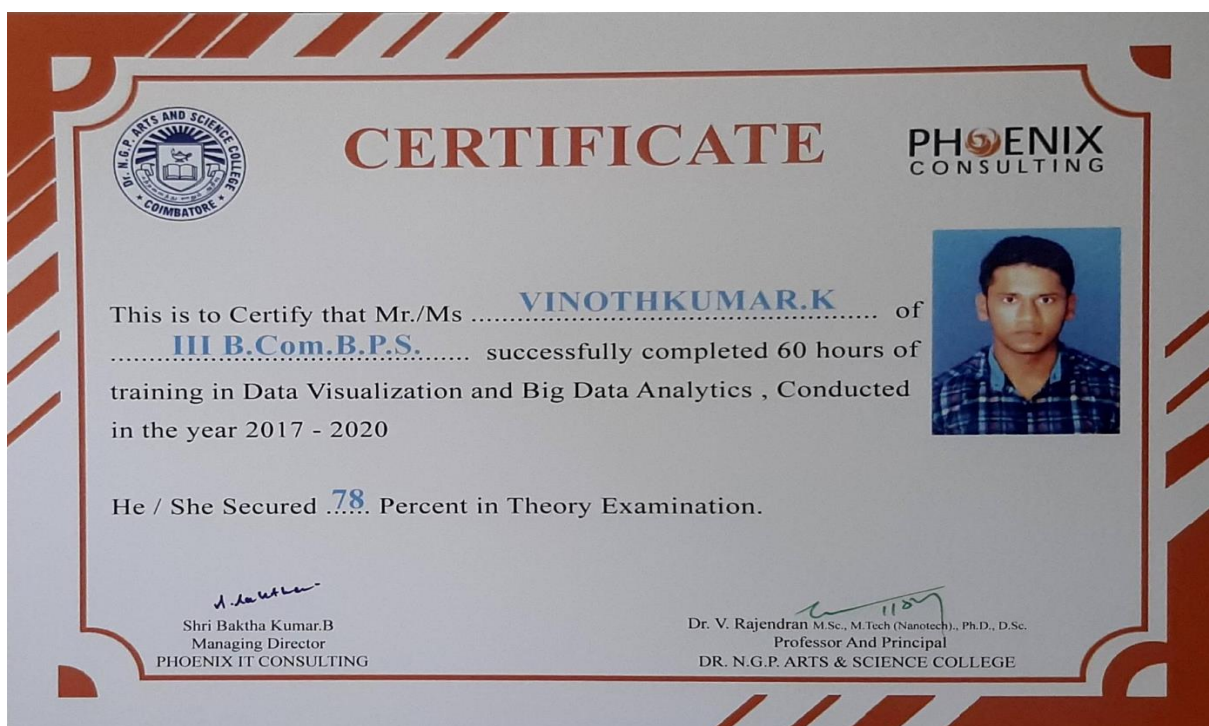 Dr. N.G.P. ARTS AND SCIENCE COLLEGE
* COIMBATORE *
CERTIFICATE
PHOENIX
CONSULTING
This is to Certify that Mr./Ms ........VINOTHKUMAR.K........ of
........III B.Com.B.P.S........ successfully completed 60 hours of
training in Data Visualization and Big Data Analytics , Conducted
in the year 2017 - 2020
He / She Secured ..78.. Percent in Theory Examination.
Shri Baktha Kumar.B
Managing Director
PHOENIX IT CONSULTING
Dr. V. Rajendran M.Sc., M.Tech (Nanotech)., Ph.D., D.Sc.
Professor And Principal
DR. N.G.P. ARTS & SCIENCE COLLEGE